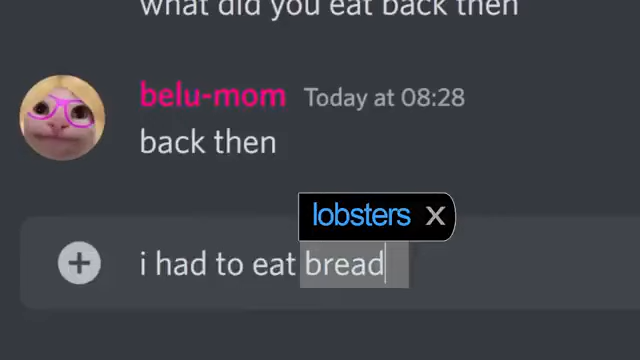 what did you eat back then
belu-mom Today at 08:28
back then
lobsters X
i had to eat bread